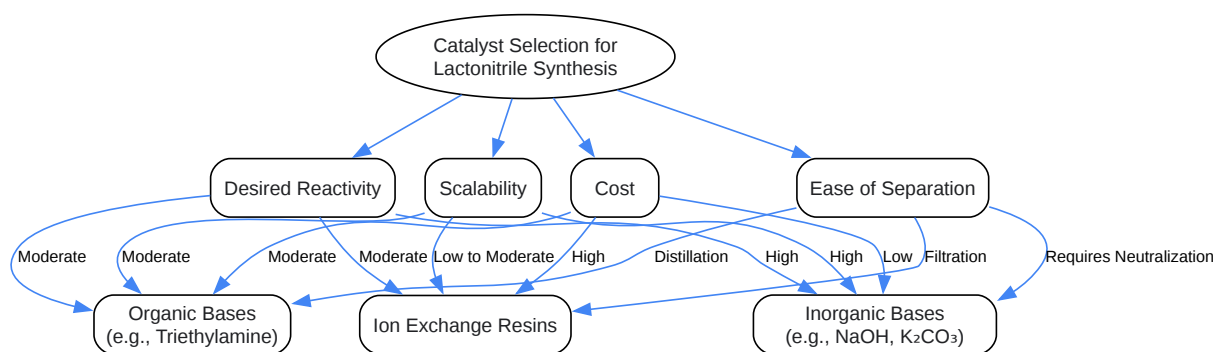 Catalyst Selection for
Lactonitrile Synthesis
Desired Reactivity
Scalability
Cost
Ease of Separation
Moderate
Moderate
Moderate
Moderate
Low to Moderate
High
Distillation
High
High
Low
Filtration
Requires Neutralization
Organic Bases
(e.g., Triethylamine)
Ion Exchange Resins
Inorganic Bases
(e.g., NaOH, K₂CO₃)